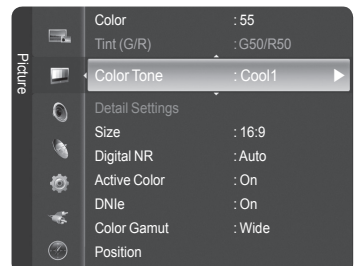 Picture
Color : 55
Tint (G/R) : G50/R50
Color Tone : Cool1
Detail Settings
Size : 16:9
Digital NR : Auto
Active Color : On
DNIe : On
Color Gamut : Wide
Position